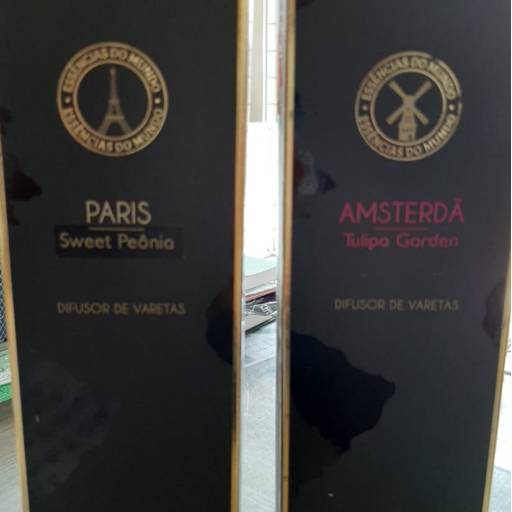 ESSÊNCIAS DO MUNDO
ESSÊNCIAS DO MUNDO
PARIS
Sweet Peônia
DIFUSOR DE VARETAS
ESSÊNCIAS DO MUNDO
ESSÊNCIAS DO MUNDO
AMSTERDÃ
Tulipa Garden
DIFUSOR DE VARETAS